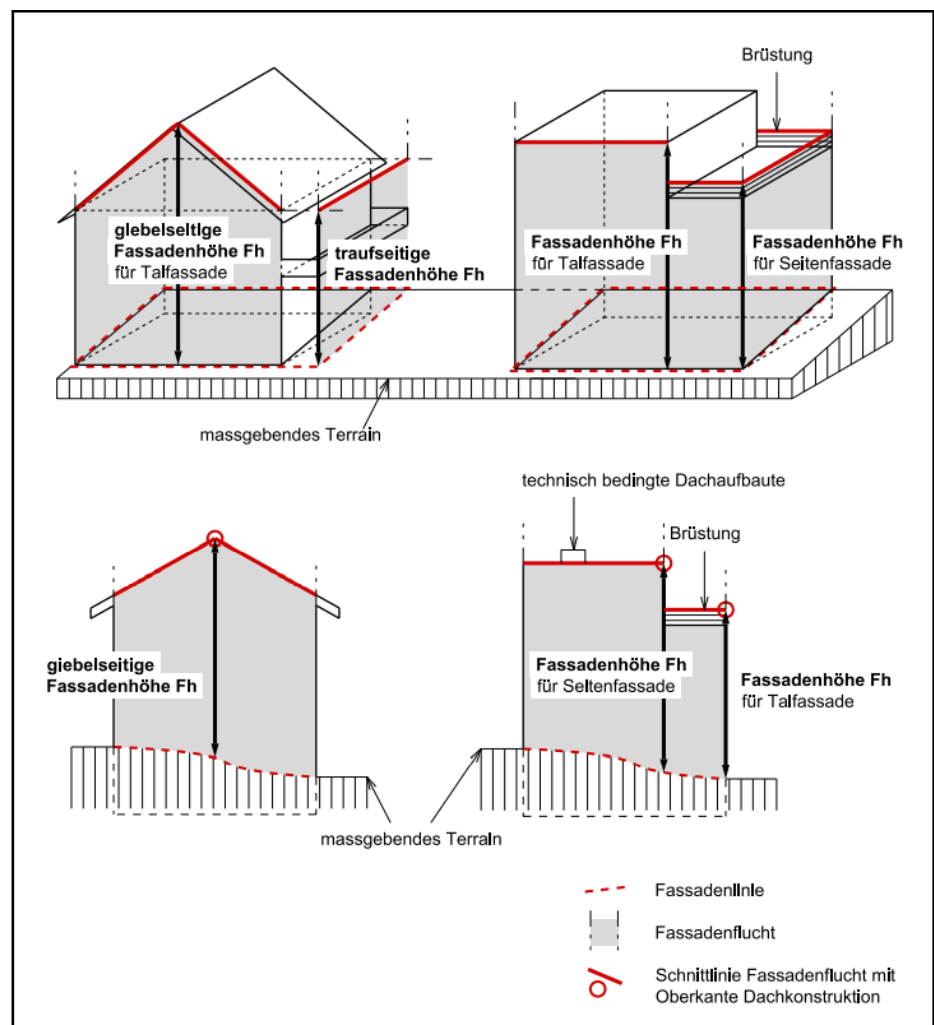 Brüstung
giebelseitige
Fassadenhöhe Fh
für Talfassade
traufseitige
Fassadenhöhe Fh
Fassadenhöhe Fh
für Talfassade
Fassadenhöhe Fh
für Seitenfassade
massgebendes Terrain
technisch bedingte Dachaufbaute
Brüstung
giebelseitige
Fassadenhöhe Fh
Fassadenhöhe Fh
für Seitenfassade
Fassadenhöhe Fh
für Talfassade
massgebendes Terrain
Fassadenlinie
Fassadenflucht
Schnittlinie Fassadenflucht mit
Oberkante Dachkonstruktion